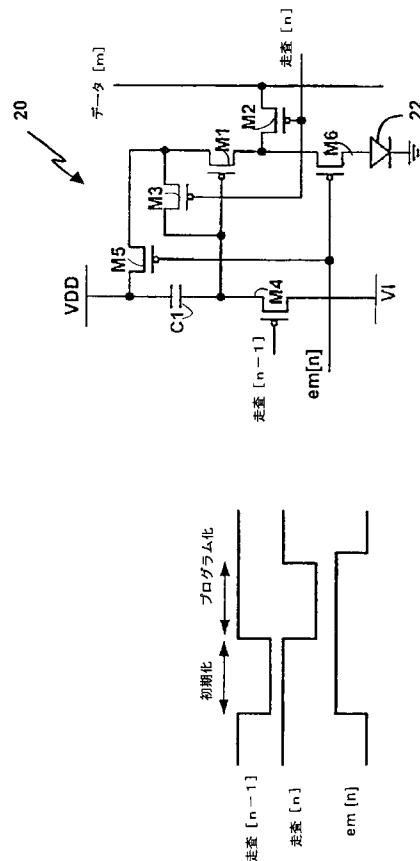 20
データ [m]
走査 [n]
VDD
M5
M3
M1
M2
C1
M4
M6
22
走査 [n-1]
em[n]
Vi
初期化
プログラム化
走査 [n-1]
走査 [n]
em [n]